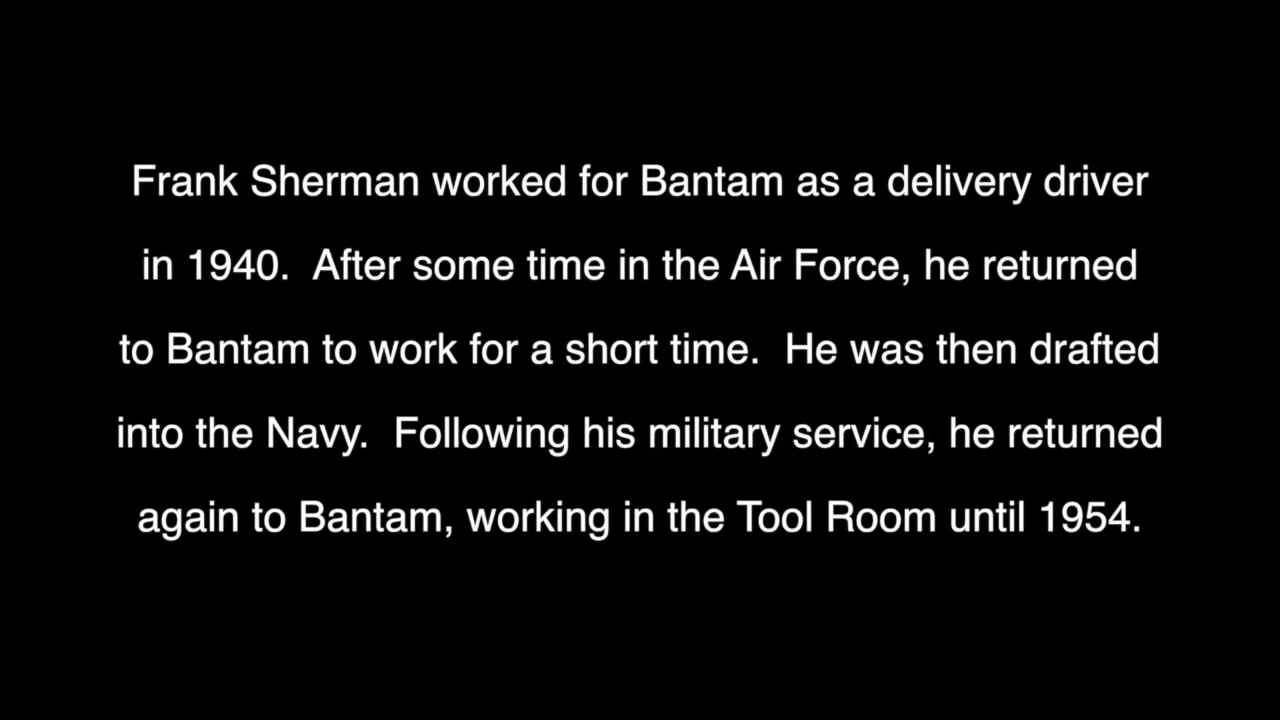 Frank Sherman worked for Bantam as a delivery driver
in 1940.  After some time in the Air Force, he returned
to Bantam to work for a short time.  He was then drafted
into the Navy.  Following his military service, he returned
again to Bantam, working in the Tool Room until 1954.